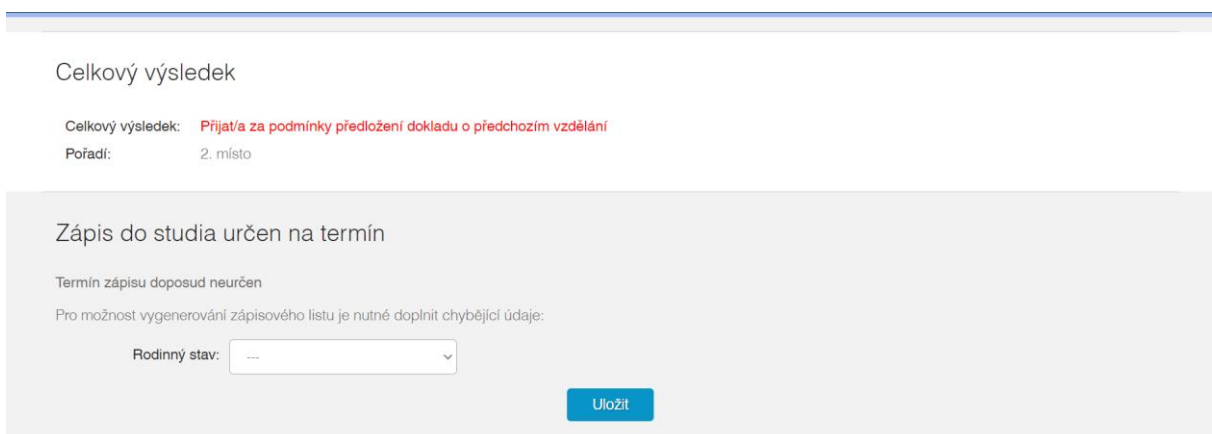 Celkový výsledek
Celkový výsledek: Přijat/a za podmínky předložení dokladu o předchozím vzdělání
Pořadí: 2. místo
Zápis do studia určen na termín
Termín zápisu doposud neurčen
Pro možnost vygenerování zápisového listu je nutné doplnit chybějící údaje:
Rodinný stav: ---
Uložit